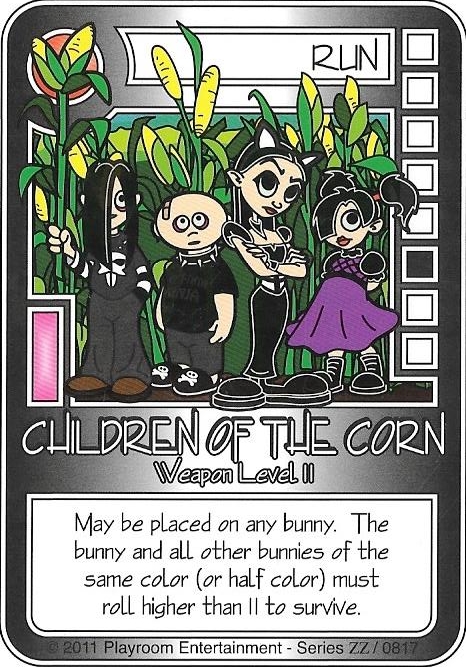 RUN
CHILDREN OF THE CORN
Weapon Level 11
May be placed on any bunny. The
bunny and all other bunnies of the
same color (or half color) must
roll higher than 11 to survive.
© 2011 Playroom Entertainment - Series ZZ / 0817